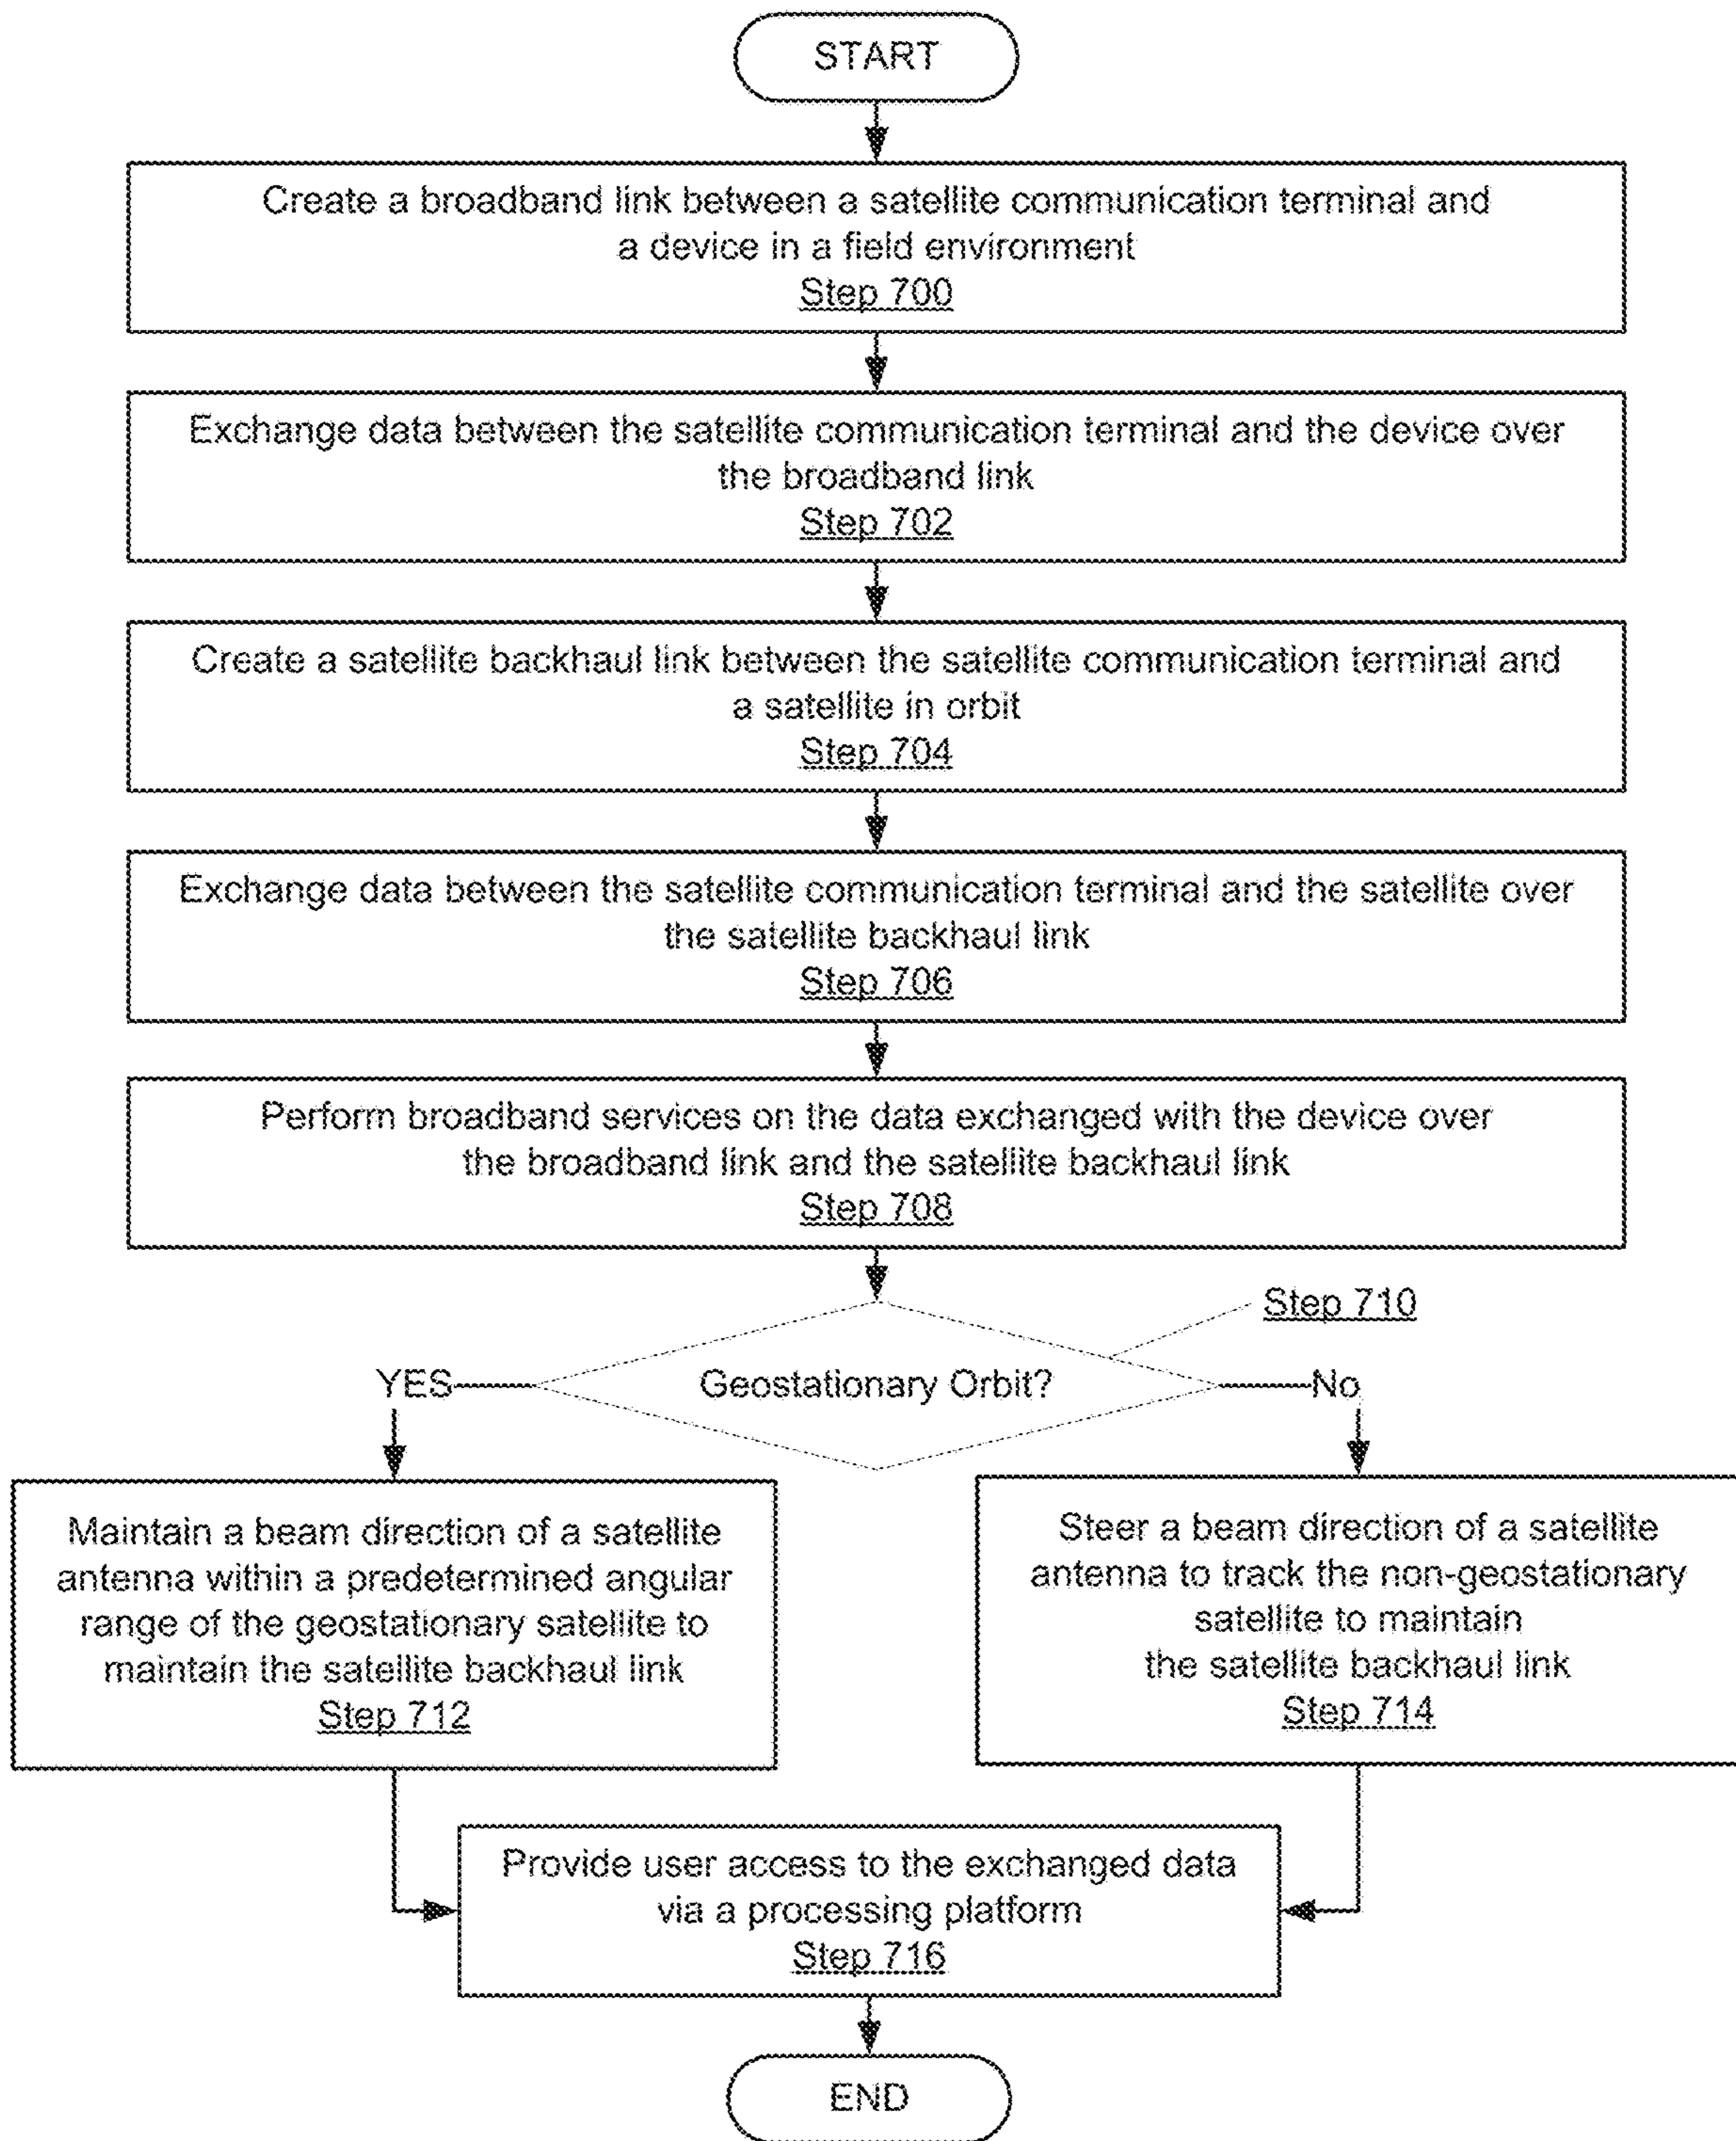 START
Create a broadband link between a satellite communication terminal and
a device in a field environment
Step 700
Exchange data between the satellite communication terminal and the device over
the broadband link
Step 702
Create a satellite backhaul link between the satellite communication terminal and
a satellite in orbit
Step 704
Exchange data between the satellite communication terminal and the satellite over
the satellite backhaul link
Step 706
Perform broadband services on the data exchanged with the device over
the broadband link and the satellite backhaul link
Step 708
Step 710
Geostationary Orbit?
YES
No
Maintain a beam direction of a satellite
antenna within a predetermined angular
range of the geostationary satellite to
maintain the satellite backhaul link
Step 712
Steer a beam direction of a satellite
antenna to track the non-geostationary
satellite to maintain
the satellite backhaul link
Step 714
Provide user access to the exchanged data
via a processing platform
Step 716
END